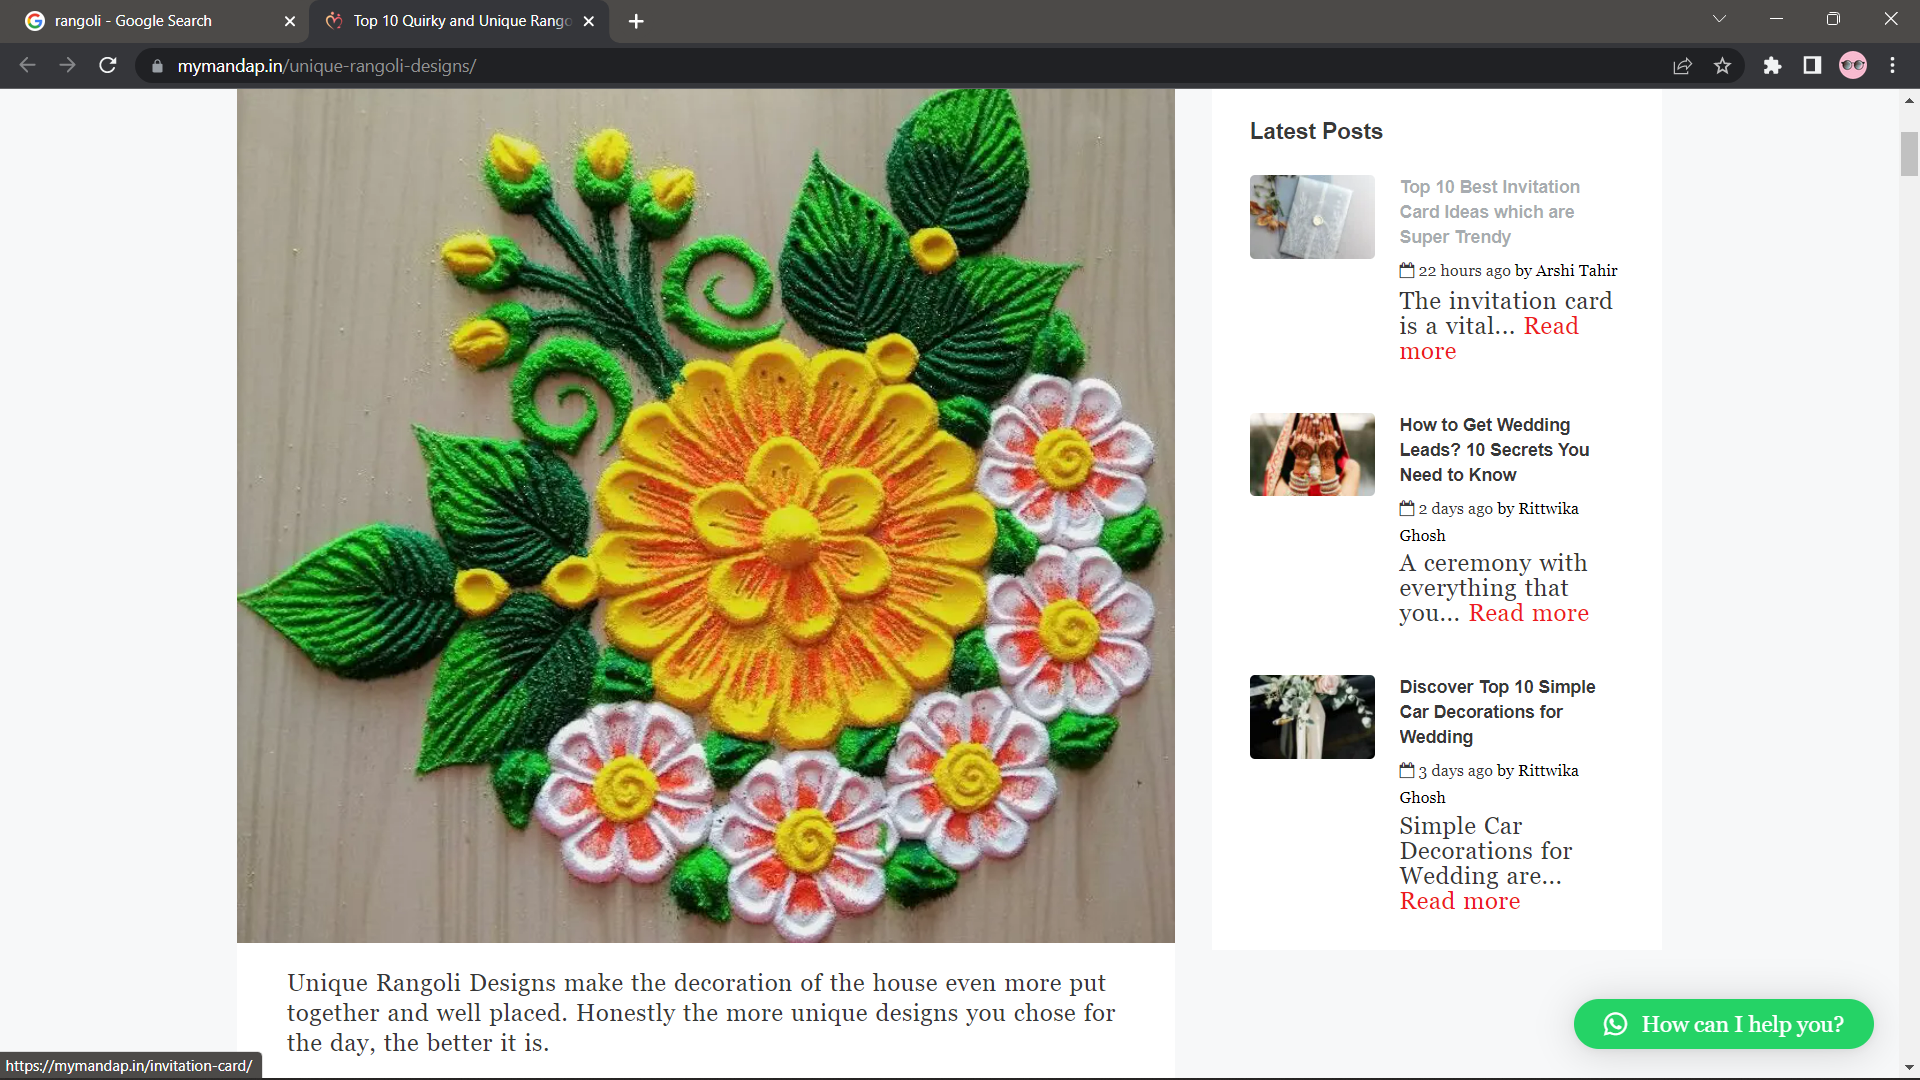 rangoli - Google Search
Top 10 Quirky and Unique Rango
mymandap.in/unique-rangoli-designs/
Unique Rangoli Designs make the decoration of the house even more put
together and well placed. Honestly the more unique designs you chose for
the day, the better it is.
Latest Posts
Top 10 Best Invitation
Card Ideas which are
Super Trendy
22 hours ago by Arshi Tahir
The invitation card
is a vital... Read
more
How to Get Wedding
Leads? 10 Secrets You
Need to Know
2 days ago by Rittwika
Ghosh
A ceremony with
everything that
you... Read more
Discover Top 10 Simple
Car Decorations for
Wedding
3 days ago by Rittwika
Ghosh
Simple Car
Decorations for
Wedding are...
Read more
How can I help you?
https://mymandap.in/invitation-card/